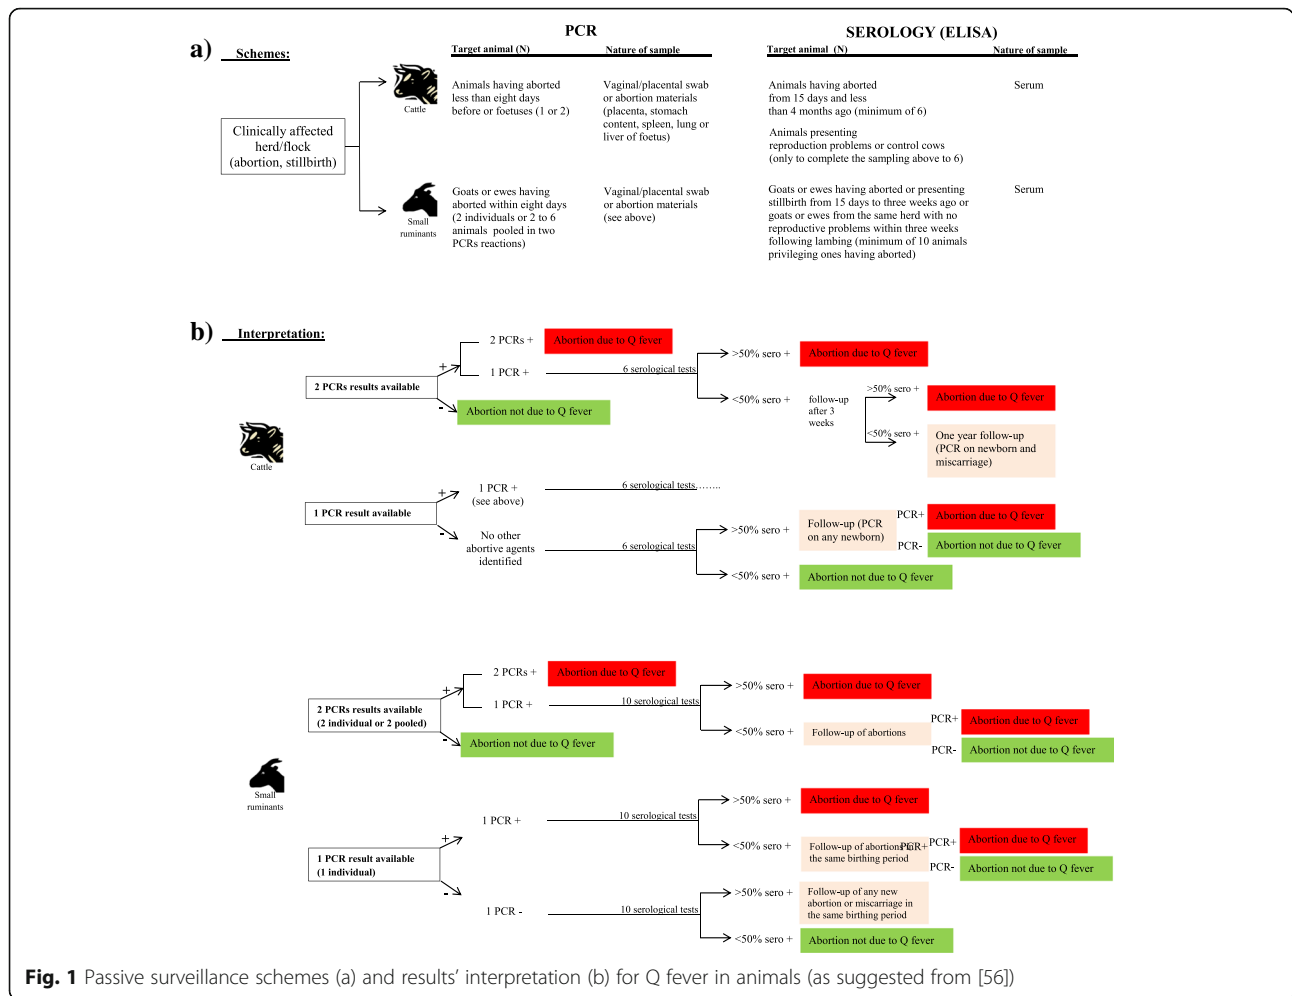 PCR
SEROLOGY (ELISA)
a) Schemes:
Target animal (N)
Nature of sample
Target animal (N)
Nature of sample
Clinically affected
herd/flock
(abortion, stillbirth)
Cattle
Animals having aborted
less than eight days
before or foetuses (1 or 2)
Vaginal/placental swab
or abortion materials
(placenta, stomach
content, spleen, lung or
liver of foetus)
Animals having aborted
from 15 days and less
than 4 months ago (minimum of 6)
Animals presenting
reproduction problems or control cows
(only to complete the sampling above to 6)
Serum
Small
ruminants
Goats or ewes having
aborted within eight days
(2 individuals or 2 to 6
animals pooled in two
PCRs reactions)
Vaginal/placental swab
or abortion materials
(see above)
Goats or ewes having aborted or presenting
stillbirth from 15 days to three weeks ago or
goats or ewes from the same herd with no
reproductive problems within three weeks
following lambing (minimum of 10 animals
privileging ones having aborted)
Serum
b) Interpretation:
Cattle
2 PCRs results available
+
-
2 PCRs +
Abortion due to Q fever
1 PCR +
6 serological tests
>50% sero +
Abortion due to Q fever
<50% sero +
follow-up
after 3
weeks
>50% sero +
Abortion due to Q fever
<50% sero +
One year follow-up
(PCR on newborn and
miscarriage)
Abortion not due to Q fever
1 PCR result available
+
-
1 PCR +
(see above)
6 serological tests……..
No other
abortive agents
identified
6 serological tests
>50% sero +
Follow-up (PCR
on any newborn)
PCR+
Abortion due to Q fever
PCR-
Abortion not due to Q fever
<50% sero +
Abortion not due to Q fever
Small
ruminants
2 PCRs results available
(2 individual or 2 pooled)
+
-
2 PCRs +
Abortion due to Q fever
1 PCR +
10 serological tests
>50% sero +
Abortion due to Q fever
<50% sero +
Follow-up of abortions
PCR+
Abortion due to Q fever
PCR-
Abortion not due to Q fever
Abortion not due to Q fever
1 PCR result available
(1 individual)
+
-
1 PCR +
10 serological tests
>50% sero +
Abortion due to Q fever
<50% sero +
Follow-up of abortions PCR+
the same birthing period
PCR+
Abortion due to Q fever
PCR-
Abortion not due to Q fever
1 PCR -
10 serological tests
>50% sero +
Follow-up of any new
abortion or miscarriage in
the same birthing period
<50% sero +
Abortion not due to Q fever
Fig. 1 Passive surveillance schemes (a) and results' interpretation (b) for Q fever in animals (as suggested from [56])